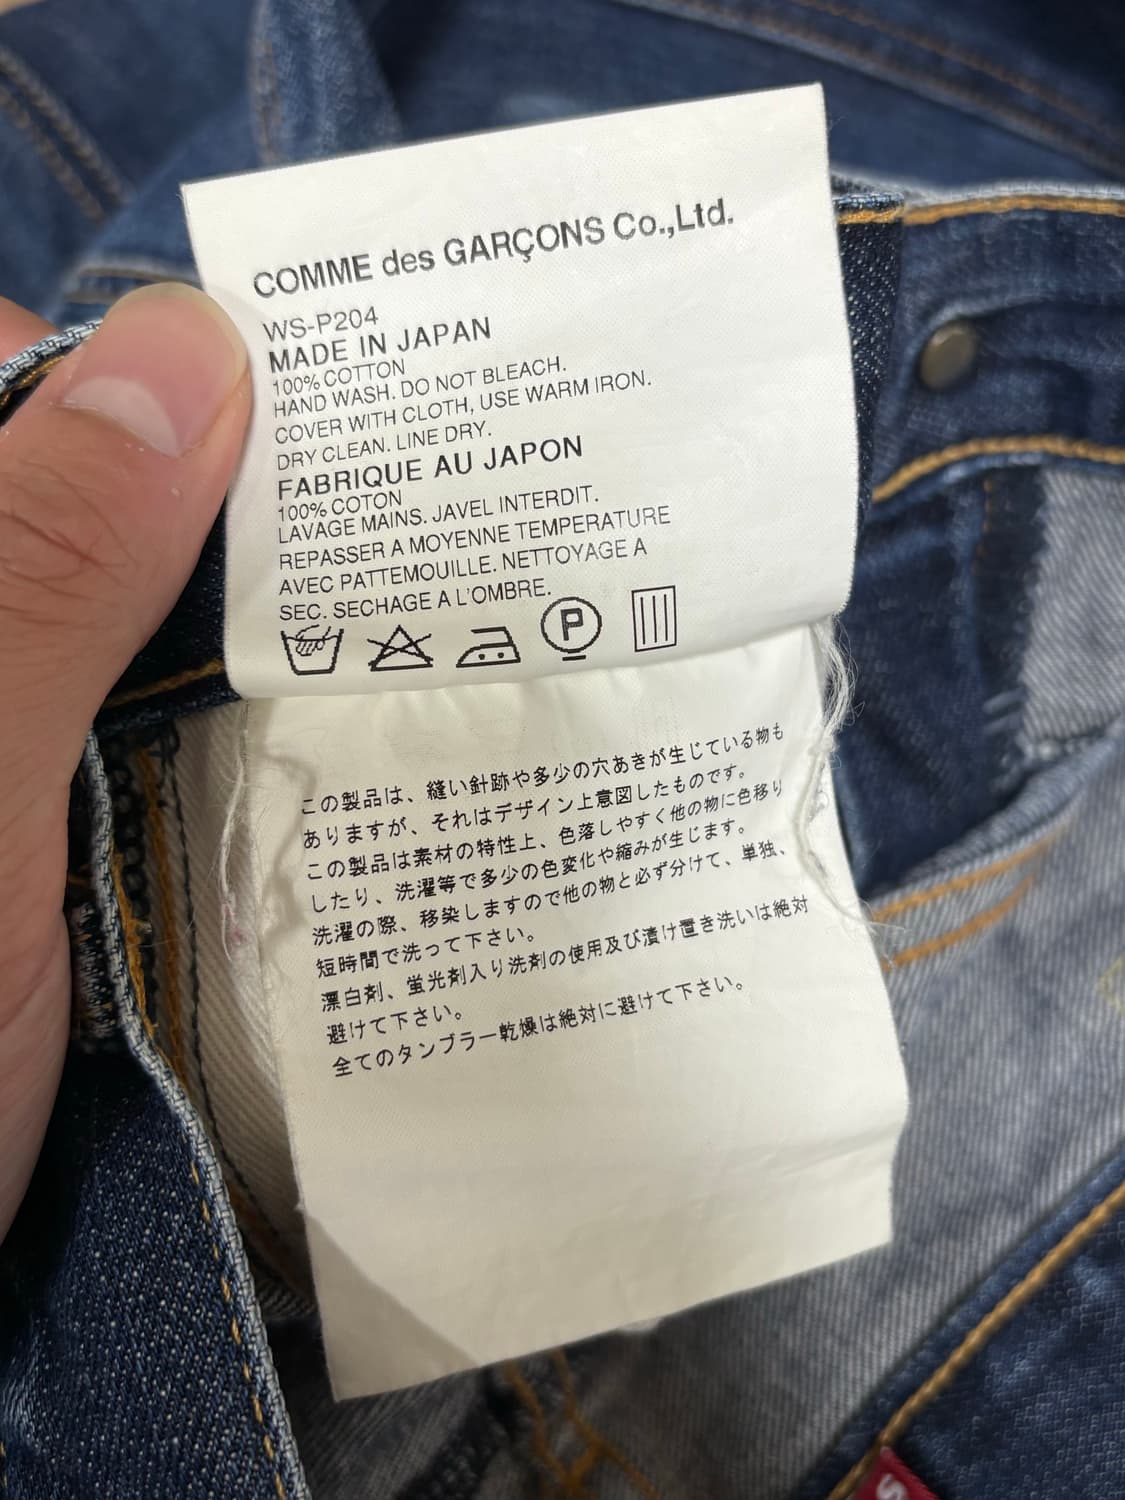 COMME des GARÇONS Co.,Ltd.
WS-P204
MADE IN JAPAN
100% COTTON
HAND WASH. DO NOT BLEACH.
COVER WITH CLOTH, USE WARM IRON.
DRY CLEAN. LINE DRY.
FABRIQUE AU JAPON
100% COTON
LAVAGE MAINS. JAVEL INTERDIT.
REPASSER A MOYENNE TEMPERATURE
AVEC PATTEMOUILLE. NETTOYAGE A
SEC. SECHAGE A L'OMBRE.
P
この製品は、縫い針跡や多少の穴あきが生じている物も
ありますが、それはデザイン上意図したものです。
この製品は素材の特性上、色落しやすく他の物に色移り
したり、洗濯等で多少の色変化や縮みが生じます。
洗濯の際、移染しますので他の物と必ず分けて、単独、
短時間で洗って下さい。
漂白剤、蛍光剤入り洗剤の使用及び漬け置き洗いは絶対
避けて下さい。
全てのタンブラー乾燥は絶対に避けて下さい。
S